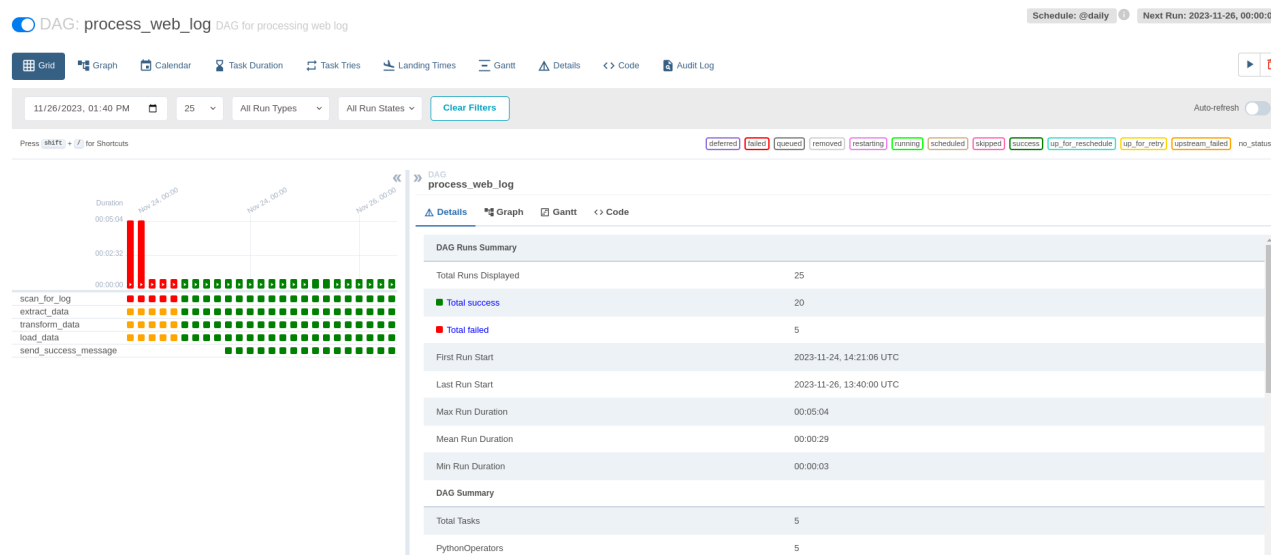 DAG: process_web_log DAG for processing web log
Schedule: @daily
Next Run: 2023-11-26, 00:00:0
Grid
Graph
Calendar
Task Duration
Task Tries
Landing Times
Gantt
Details
Code
Audit Log
11/26/2023, 01:40 PM
25
All Run Types
All Run States
Clear Filters
Auto-refresh
Press shift + / for Shortcuts
deferred
failed
queued
removed
restarting
running
scheduled
skipped
success
up_for_reschedule
up_for_retry
upstream_failed
no_status
Duration
Nov 24, 00:00
Nov 24, 00:00
Nov 26, 00:00
00:05:04
00:02:32
00:00:00
scan_for_log
extract_data
transform_data
load_data
send_success_message
DAG
process_web_log
Details
Graph
Gantt
Code
DAG Runs Summary
Total Runs Displayed 25
Total success 20
Total failed 5
First Run Start 2023-11-24, 14:21:06 UTC
Last Run Start 2023-11-26, 13:40:00 UTC
Max Run Duration 00:05:04
Mean Run Duration 00:00:29
Min Run Duration 00:00:03
DAG Summary
Total Tasks 5
PythonOperators 5